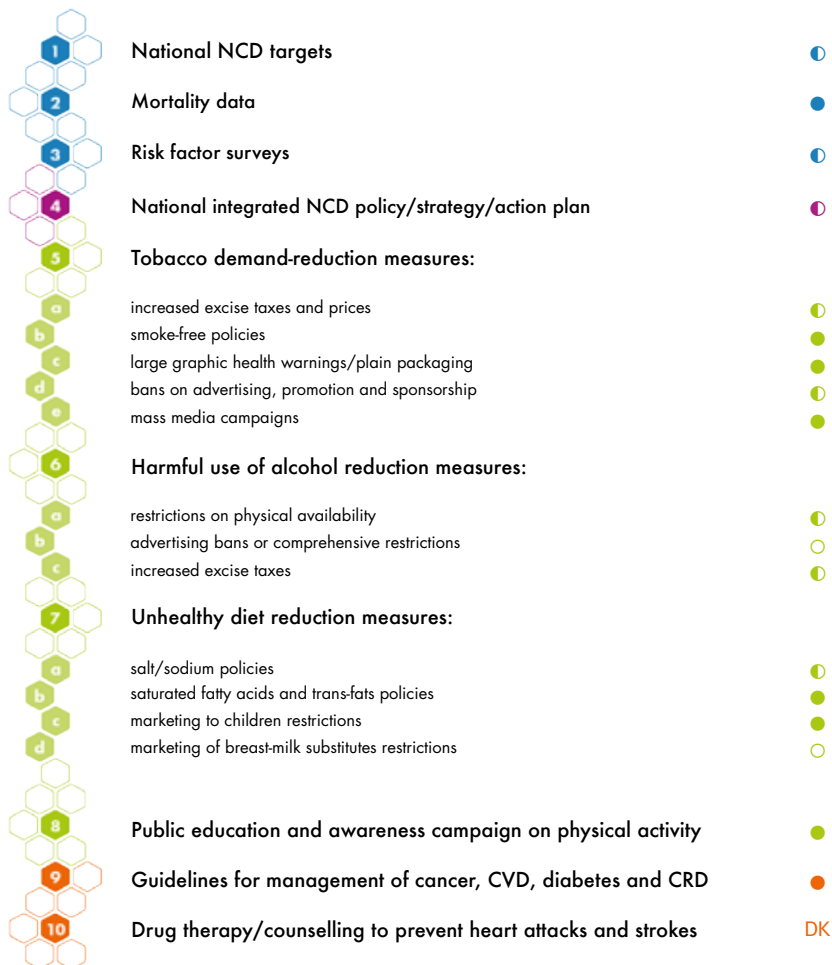 1 National NCD targets
2 Mortality data
3 Risk factor surveys
4 National integrated NCD policy/strategy/action plan
5 Tobacco demand-reduction measures:
a increased excise taxes and prices
b smoke-free policies
c large graphic health warnings/plain packaging
d bans on advertising, promotion and sponsorship
e mass media campaigns
6 Harmful use of alcohol reduction measures:
a restrictions on physical availability
b advertising bans or comprehensive restrictions
c increased excise taxes
7 Unhealthy diet reduction measures:
a salt/sodium policies
b saturated fatty acids and trans-fats policies
c marketing to children restrictions
d marketing of breast-milk substitutes restrictions
8 Public education and awareness campaign on physical activity
9 Guidelines for management of cancer, CVD, diabetes and CRD
10 Drug therapy/counselling to prevent heart attacks and strokes DK